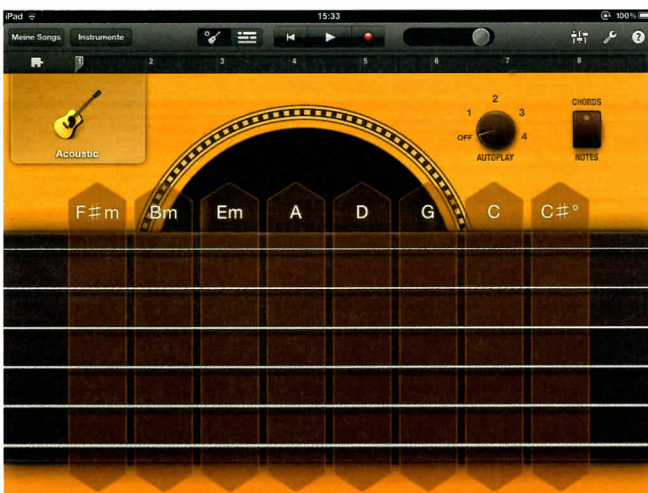 iPad 15:33 100%
Meine Songs Instrumente
1 2 3 4 5 6 7 8
Acoustic
OFF 1 2 3 4
AUTOPLAY
CHORDS
NOTES
F♯m Bm Em A D G C C♯°